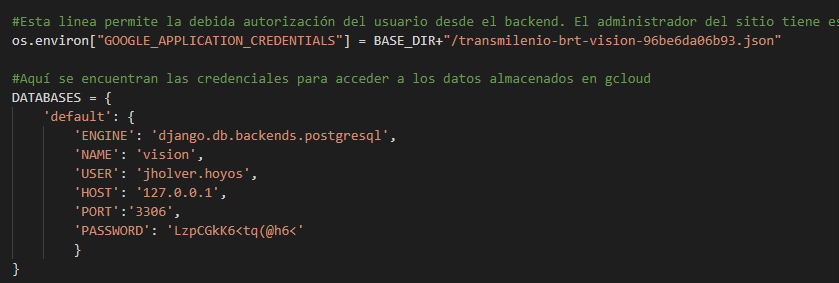 #Esta linea permite la debida autorización del usuario desde el backend. El administrador del sitio tiene es
os.environ["GOOGLE_APPLICATION_CREDENTIALS"] = BASE_DIR+"/transmilenio-brt-vision-96be6da06b93.json"
#Aquí se encuentran las credenciales para acceder a los datos almacenados en gcloud
DATABASES = {
'default': {
'ENGINE': 'django.db.backends.postgresql',
'NAME': 'vision',
'USER': 'jholver.hoyos',
'HOST': '127.0.0.1',
'PORT':'3306',
'PASSWORD': 'LzpCGkK6<tq(@h6<'
}
}